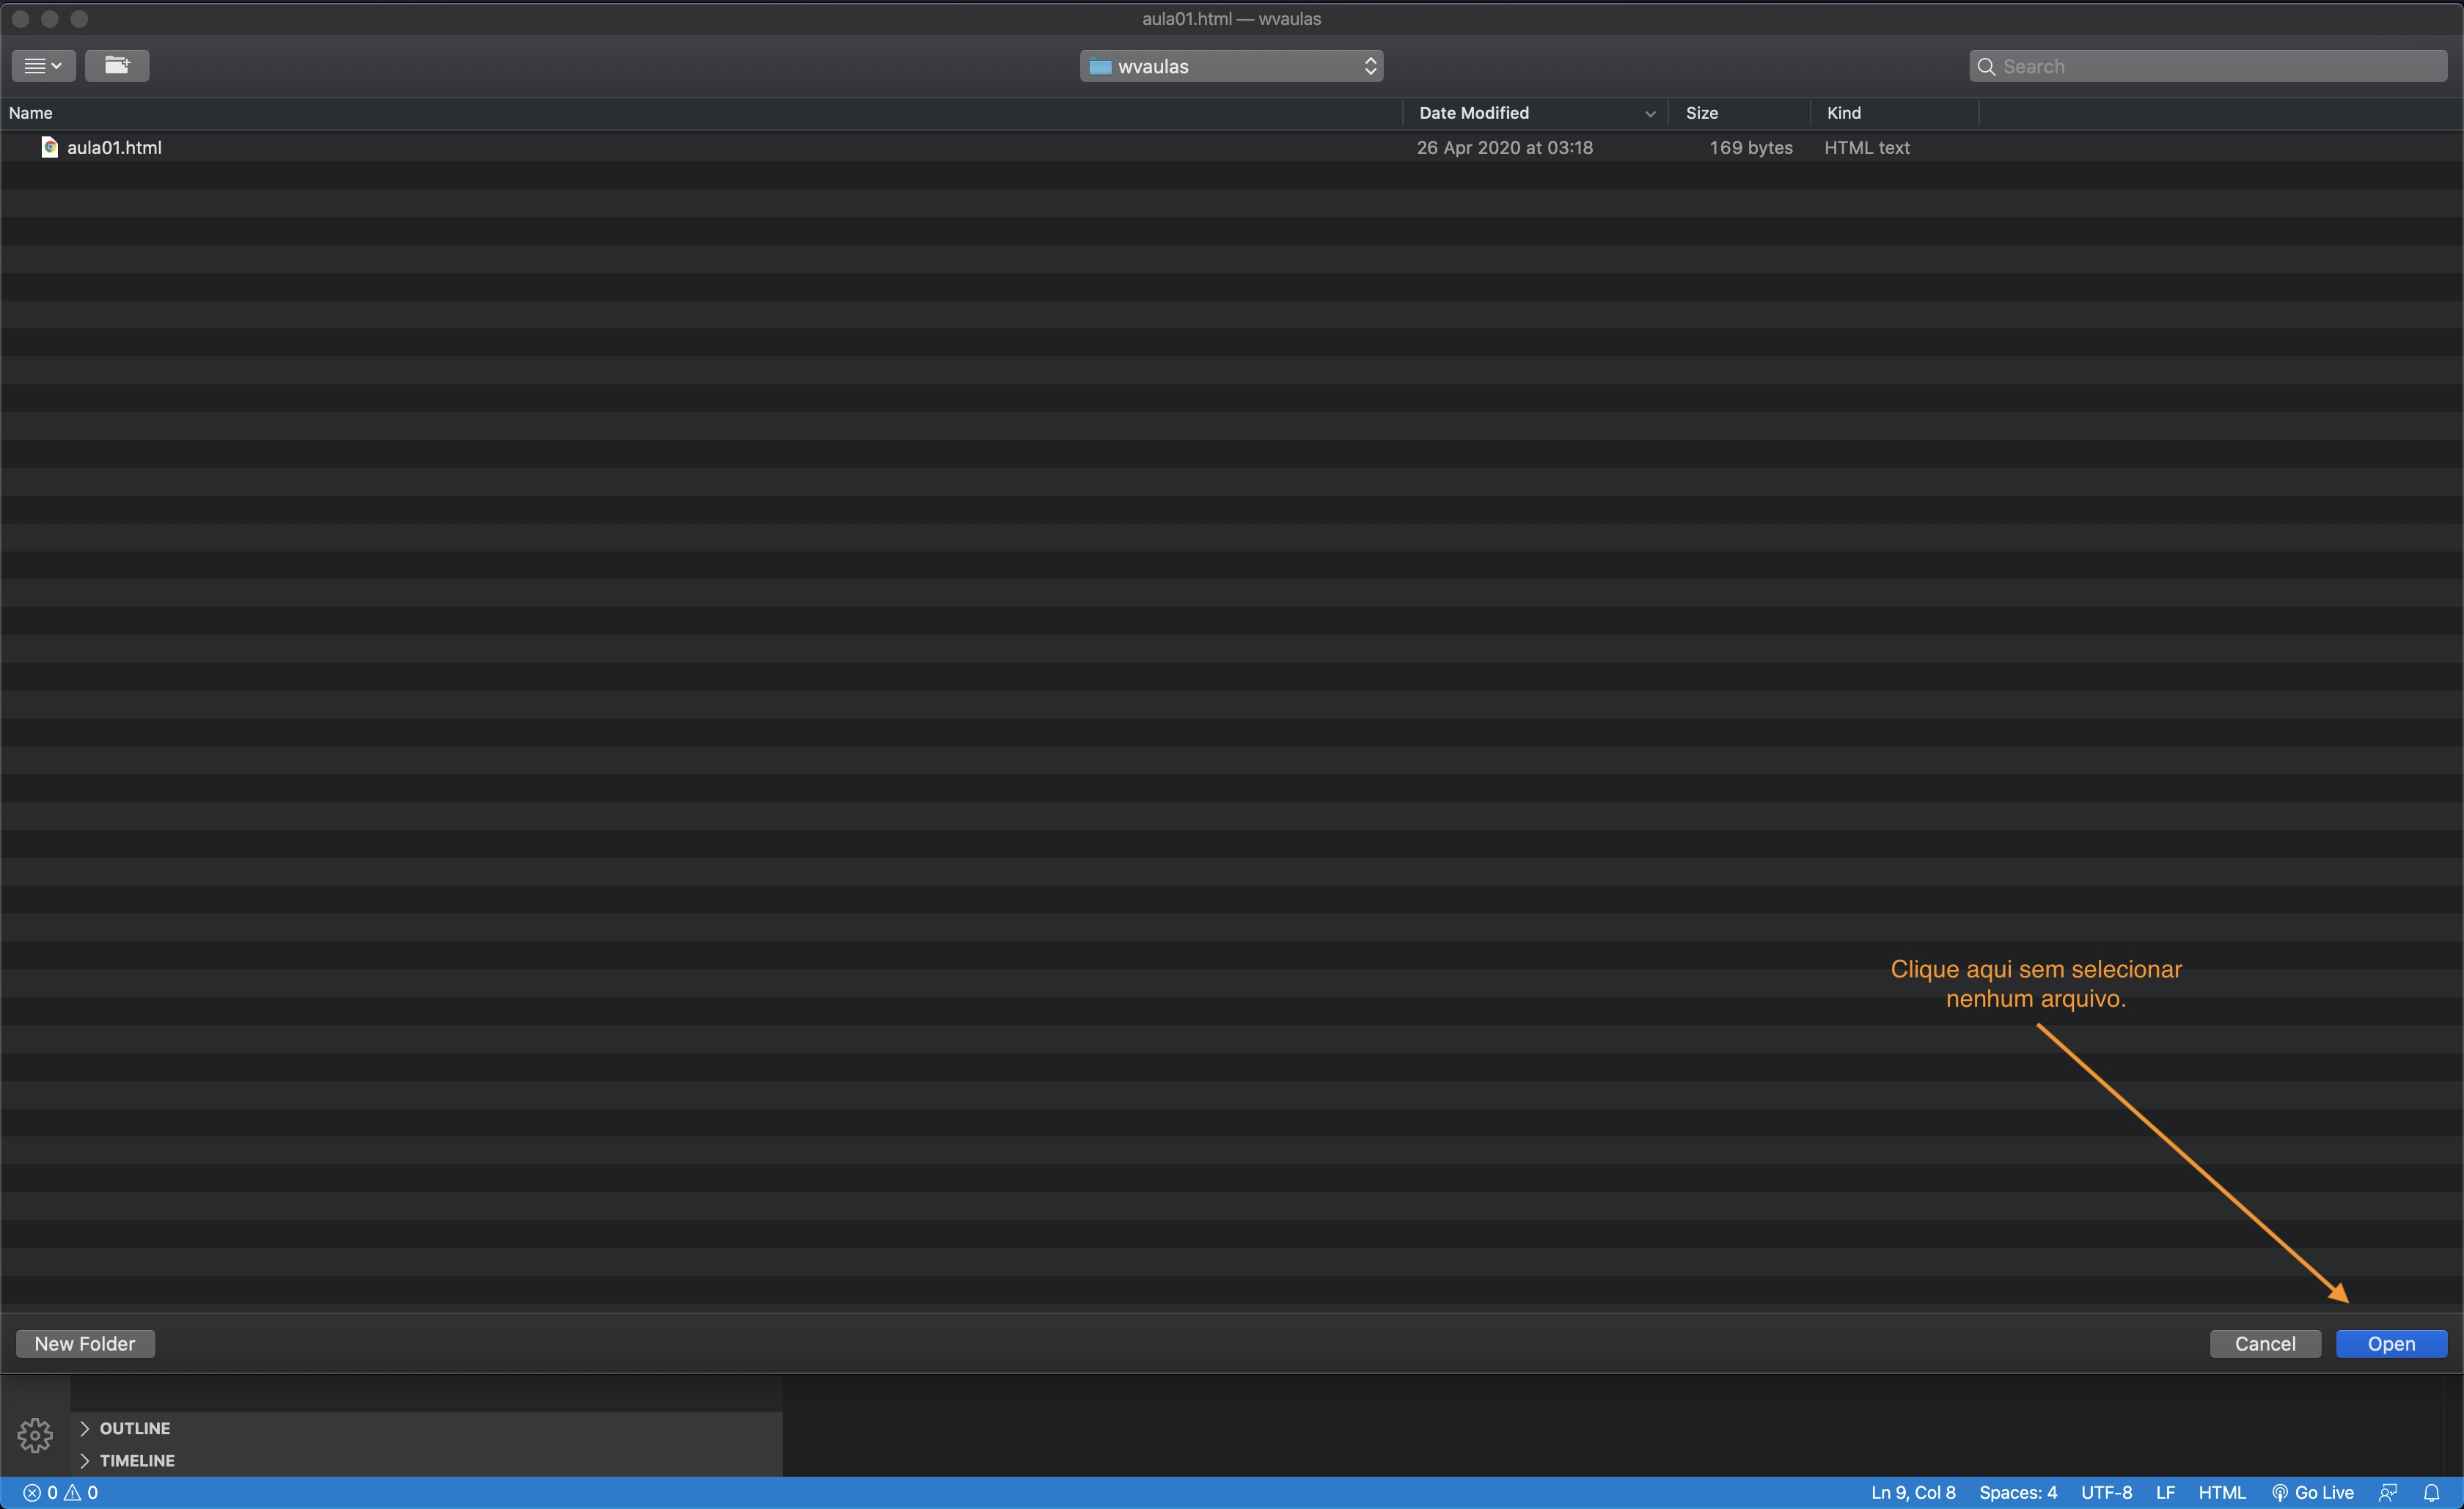 aula01.html — wvaulas
wvaulas
Search
Name Date Modified Size Kind
aula01.html 26 Apr 2020 at 03:18 169 bytes HTML text
Clique aqui sem selecionar
nenhum arquivo.
New Folder Cancel Open
OUTLINE
TIMELINE
0 0 Ln 9, Col 8 Spaces: 4 UTF-8 LF HTML Go Live